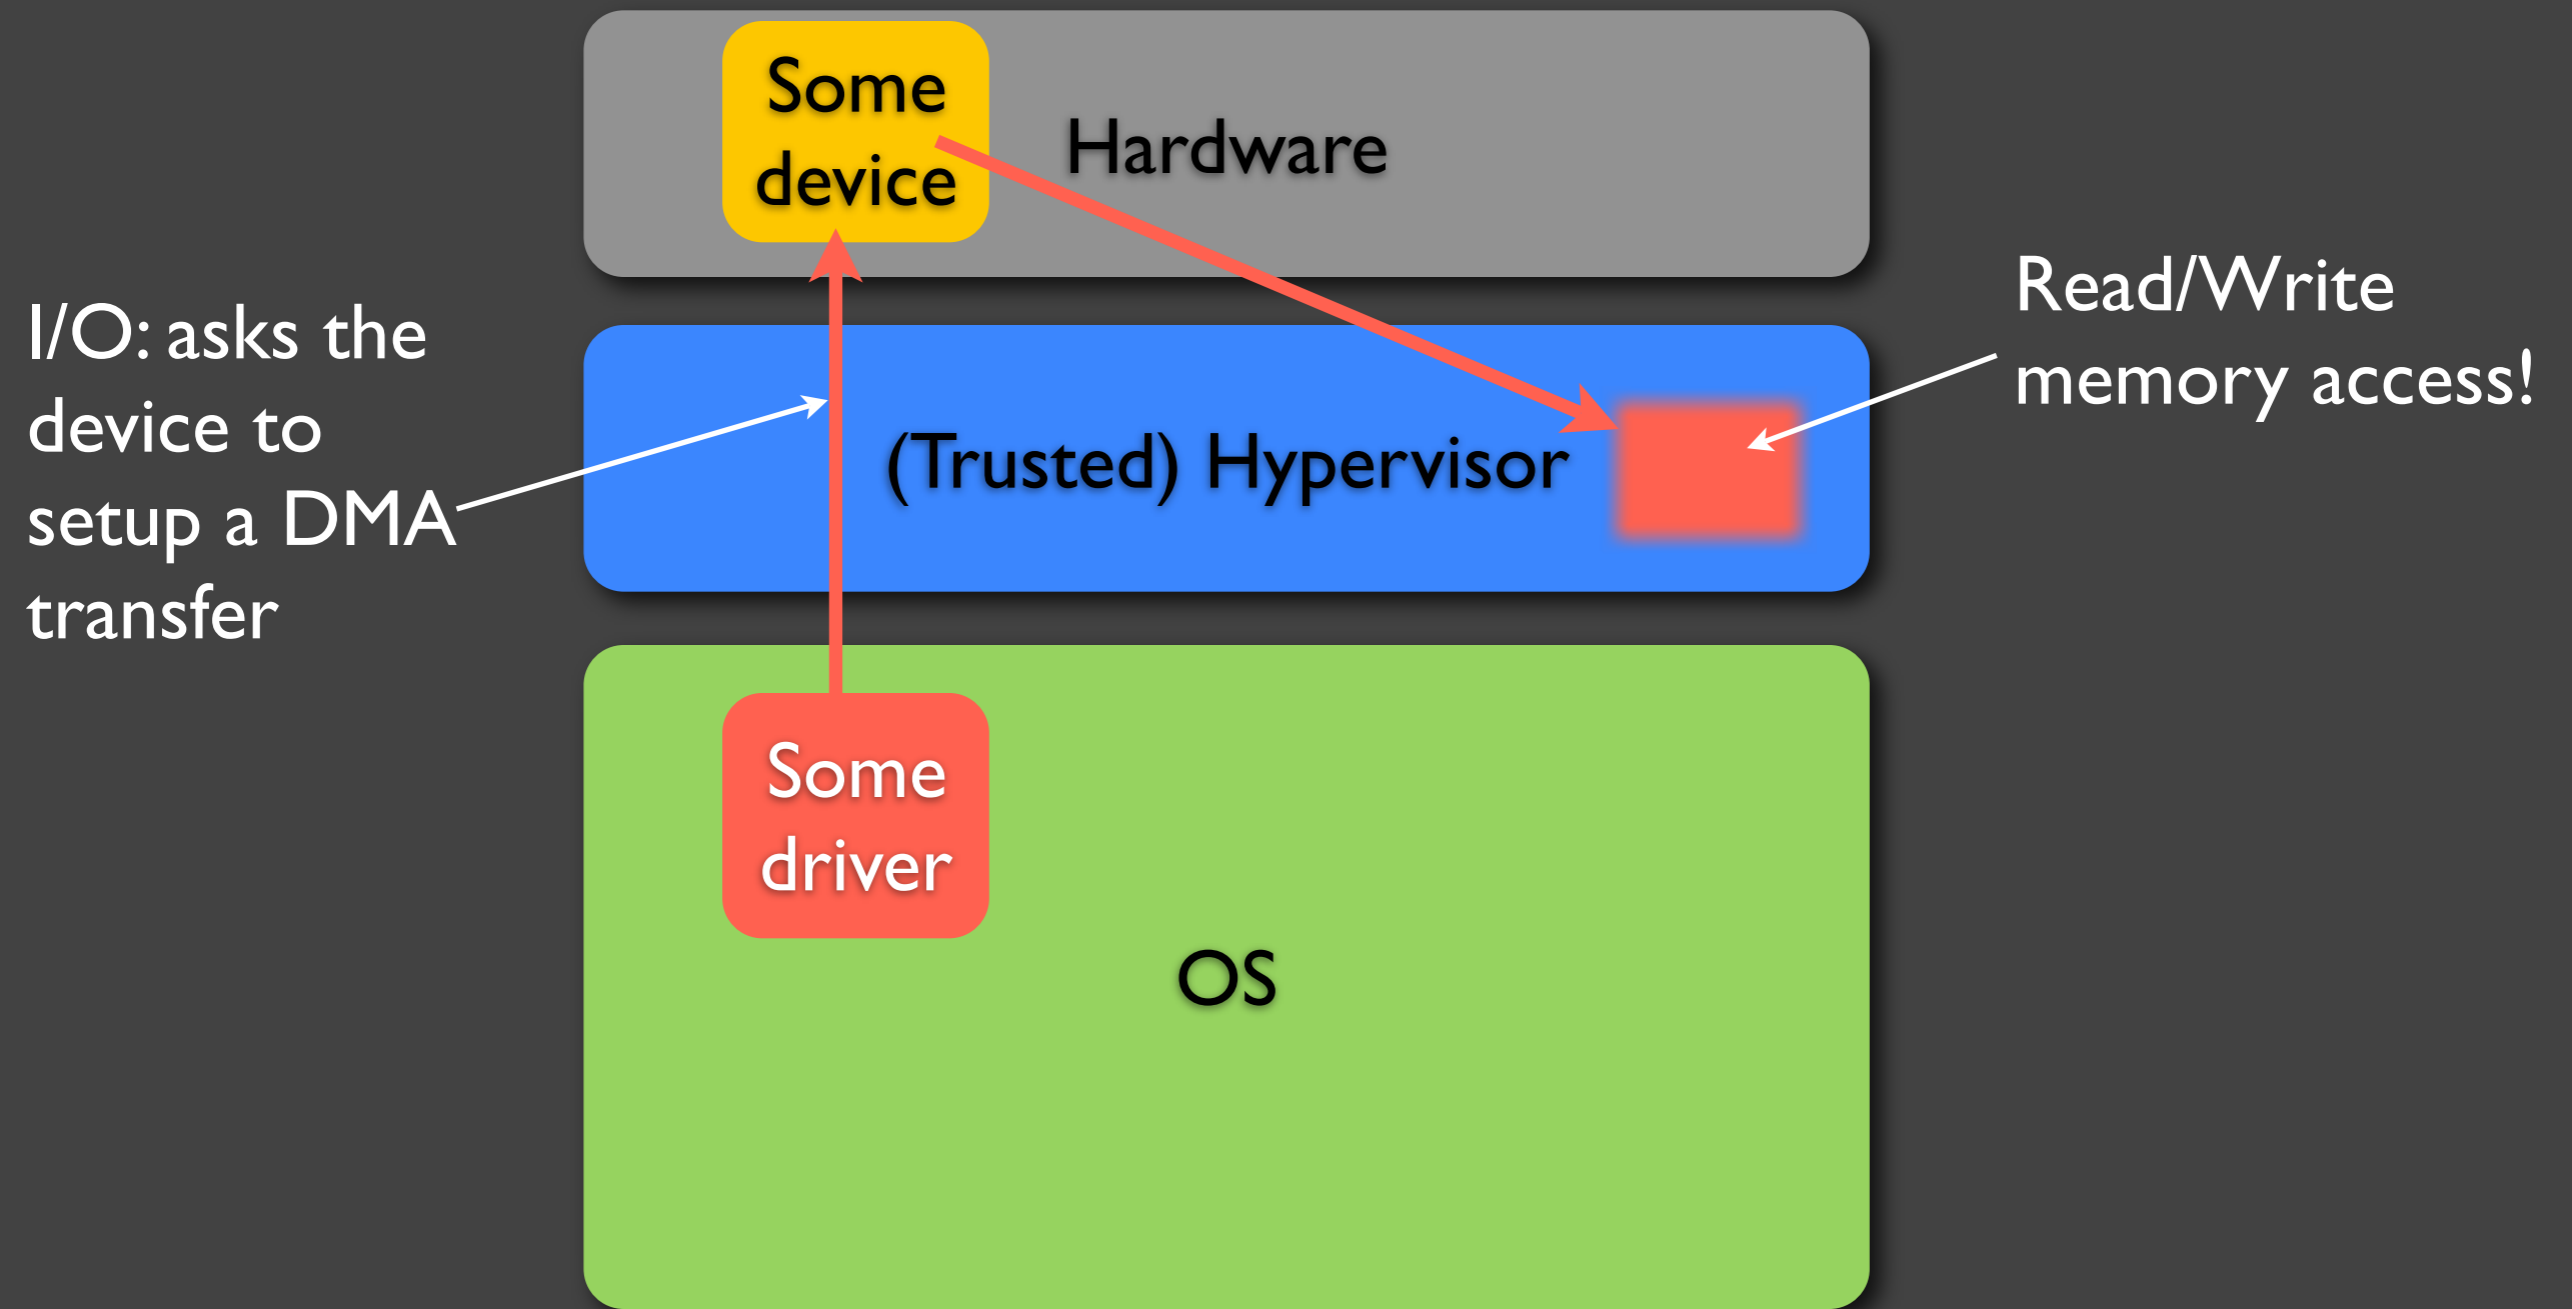 Some
device
Hardware
I/O: asks the
device to
setup a DMA
transfer
Read/Write
memory access!
(Trusted) Hypervisor
Some
driver
OS